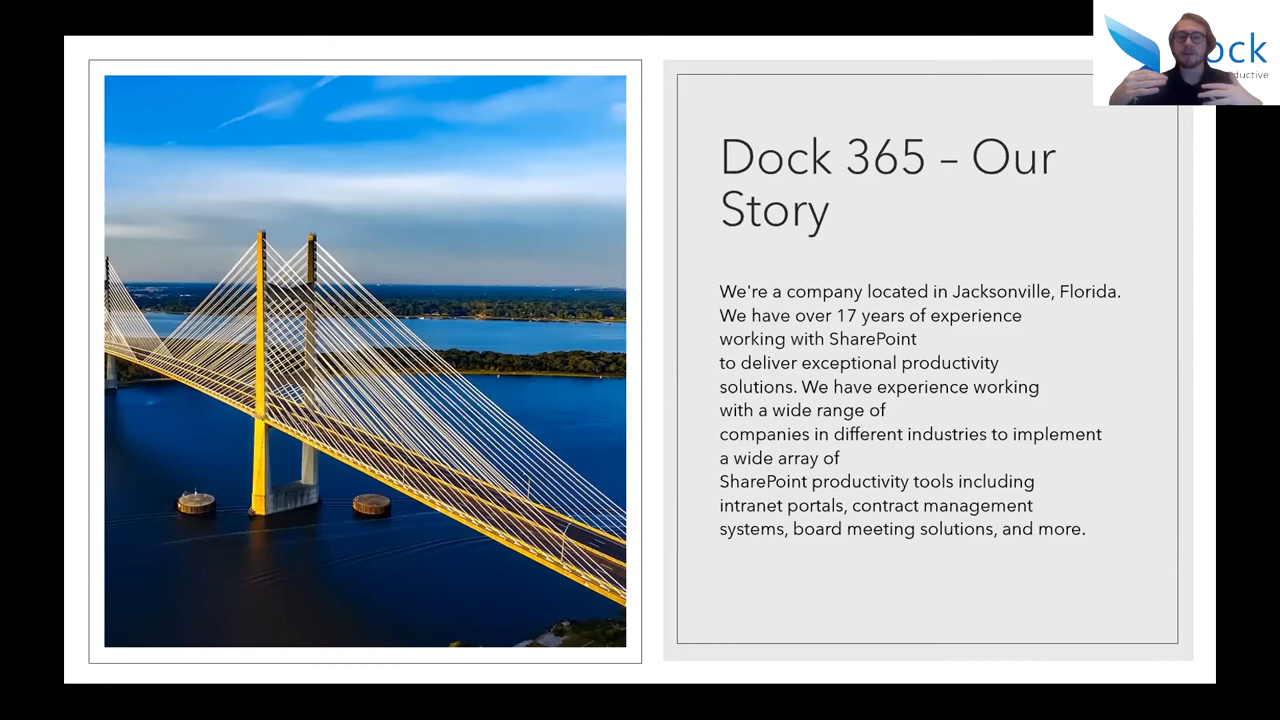 ock
ductive
Dock 365 – Our
Story
We're a company located in Jacksonville, Florida.
We have over 17 years of experience
working with SharePoint
to deliver exceptional productivity
solutions. We have experience working
with a wide range of
companies in different industries to implement
a wide array of
SharePoint productivity tools including
intranet portals, contract management
systems, board meeting solutions, and more.